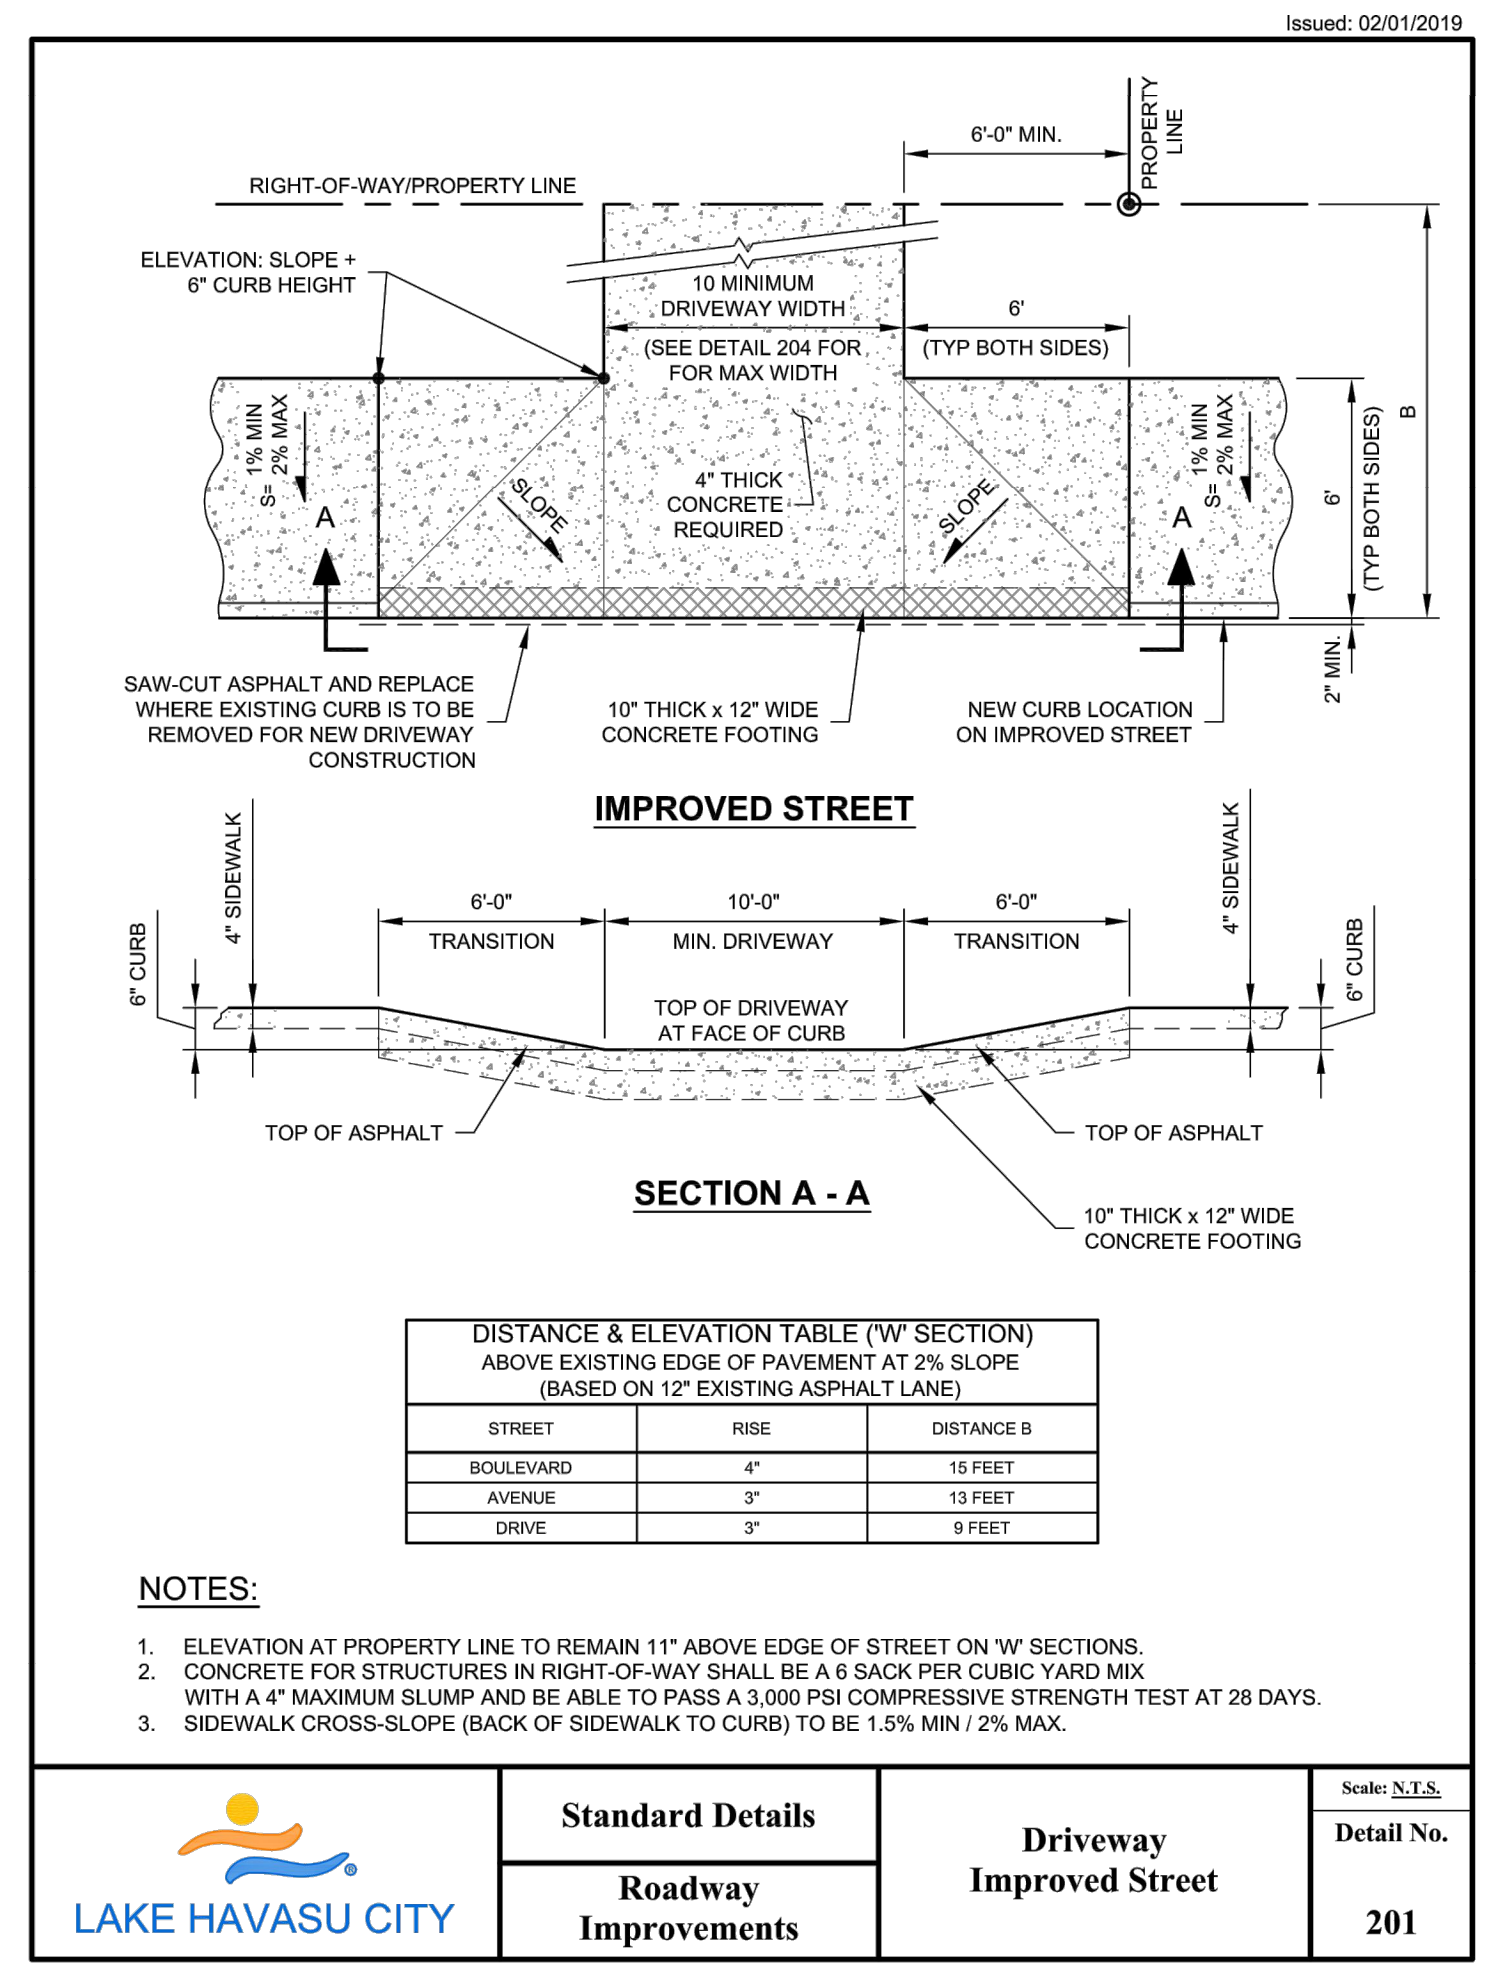 Issued: 02/01/2019
6'-0" MIN.
PROPERTY
LINE
RIGHT-OF-WAY/PROPERTY LINE
ELEVATION: SLOPE +
6" CURB HEIGHT
10 MINIMUM
DRIVEWAY WIDTH
(SEE DETAIL 204 FOR
FOR MAX WIDTH
6'
(TYP BOTH SIDES)
S= 1% MIN
2% MAX
A
SLOPE
4" THICK
CONCRETE
REQUIRED
SLOPE
A
S= 1% MIN
2% MAX
6'
(TYP BOTH SIDES)
B
2" MIN.
SAW-CUT ASPHALT AND REPLACE
WHERE EXISTING CURB IS TO BE
REMOVED FOR NEW DRIVEWAY
CONSTRUCTION
10" THICK x 12" WIDE
CONCRETE FOOTING
NEW CURB LOCATION
ON IMPROVED STREET
IMPROVED STREET
6" CURB
4" SIDEWALK
6'-0"
TRANSITION
10'-0"
MIN. DRIVEWAY
6'-0"
TRANSITION
4" SIDEWALK
6" CURB
TOP OF DRIVEWAY
AT FACE OF CURB
TOP OF ASPHALT
TOP OF ASPHALT
SECTION A - A
10" THICK x 12" WIDE
CONCRETE FOOTING
DISTANCE & ELEVATION TABLE ('W' SECTION)
ABOVE EXISTING EDGE OF PAVEMENT AT 2% SLOPE
(BASED ON 12" EXISTING ASPHALT LANE)
STREET RISE DISTANCE B
BOULEVARD 4" 15 FEET
AVENUE 3" 13 FEET
DRIVE 3" 9 FEET
NOTES:
1. ELEVATION AT PROPERTY LINE TO REMAIN 11" ABOVE EDGE OF STREET ON 'W' SECTIONS.
2. CONCRETE FOR STRUCTURES IN RIGHT-OF-WAY SHALL BE A 6 SACK PER CUBIC YARD MIX
WITH A 4" MAXIMUM SLUMP AND BE ABLE TO PASS A 3,000 PSI COMPRESSIVE STRENGTH TEST AT 28 DAYS.
3. SIDEWALK CROSS-SLOPE (BACK OF SIDEWALK TO CURB) TO BE 1.5% MIN / 2% MAX.
®
LAKE HAVASU CITY
Standard Details
Roadway
Improvements
Driveway
Improved Street
Scale: N.T.S.
Detail No.
201